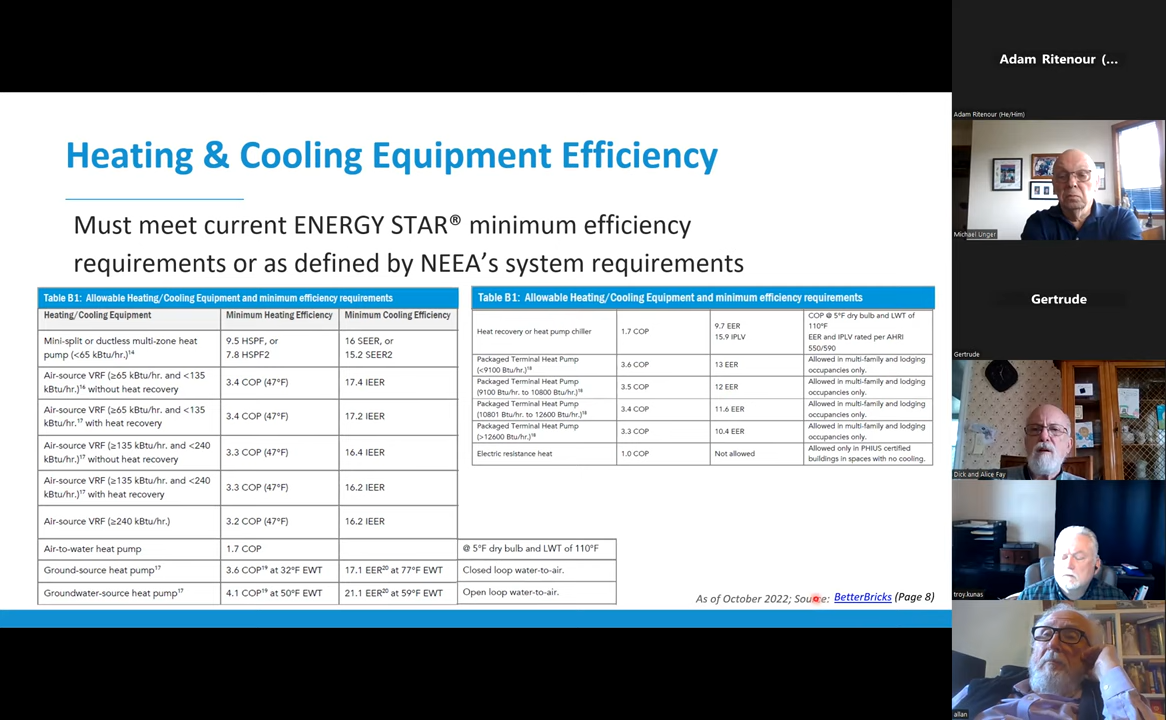 Heating & Cooling Equipment Efficiency
Must meet current ENERGY STAR® minimum efficiency
requirements or as defined by NEEA's system requirements
Table B1: Allowable Heating/Cooling Equipment and minimum efficiency requirements
Heating/Cooling Equipment Minimum Heating Efficiency Minimum Cooling Efficiency
Mini-split or ductless multi-zone heat 9.5 HSPF, or 16 SEER, or
pump (<65 kBtu/hr.)¹⁴ 7.8 HSPF2 15.2 SEER2
Air-source VRF (≥65 kBtu/hr. and <135
kBtu/hr.)¹⁶ without heat recovery 3.4 COP (47°F) 17.4 IEER
Air-source VRF (≥65 kBtu/hr. and <135
kBtu/hr.¹⁷ with heat recovery 3.4 COP (47°F) 17.2 IEER
Air-source VRF (≥135 kBtu/hr. and <240
kBtu/hr.)¹⁷ without heat recovery 3.3 COP (47°F) 16.4 IEER
Air-source VRF (≥135 kBtu/hr. and <240
kBtu/hr.)¹⁷ with heat recovery 3.3 COP (47°F) 16.2 IEER
Air-source VRF (≥240 kBtu/hr.) 3.2 COP (47°F) 16.2 IEER
Air-to-water heat pump 1.7 COP @ 5°F dry bulb and LWT of 110°F
Ground-source heat pump¹⁷ 3.6 COP¹⁹ at 32°F EWT 17.1 EER²⁰ at 77°F EWT Closed loop water-to-air.
Groundwater-source heat pump¹⁷ 4.1 COP¹⁹ at 50°F EWT 21.1 EER²⁰ at 59°F EWT Open loop water-to-air.
Table B1: Allowable Heating/Cooling Equipment and minimum efficiency requirements
Heat recovery or heat pump chiller 1.7 COP 9.7 EER
15.9 IPLV COP @ 5°F dry bulb and LWT of
110°F
EER and IPLV rated per AHRI
550/590
Packaged Terminal Heat Pump 3.6 COP 13 EER Allowed in multi-family and lodging
(<9100 Btu/hr.)¹⁸ occupancies only.
Packaged Terminal Heat Pump 3.5 COP 12 EER Allowed in multi-family and lodging
(9100 Btu/hr. to 10800 Btu/hr.)¹⁸ occupancies only.
Packaged Terminal Heat Pump 3.4 COP 11.6 EER Allowed in multi-family and lodging
(10801 Btu/hr. to 12600 Btu/hr.)¹⁸ occupancies only.
Packaged Terminal Heat Pump 3.3 COP 10.4 EER Allowed in multi-family and lodging
(>12600 Btu/hr.)¹⁸ occupancies only.
Electric resistance heat 1.0 COP Not allowed Allowed only in PHIUS certified
buildings in spaces with no cooling.
As of October 2022; Source: BetterBricks (Page 8)
Adam Ritenour (...
Adam Ritenour (He/Him)
Michael Unger
Gertrude
Gertrude
Dick and Alice Fay
troy.kunas
allan